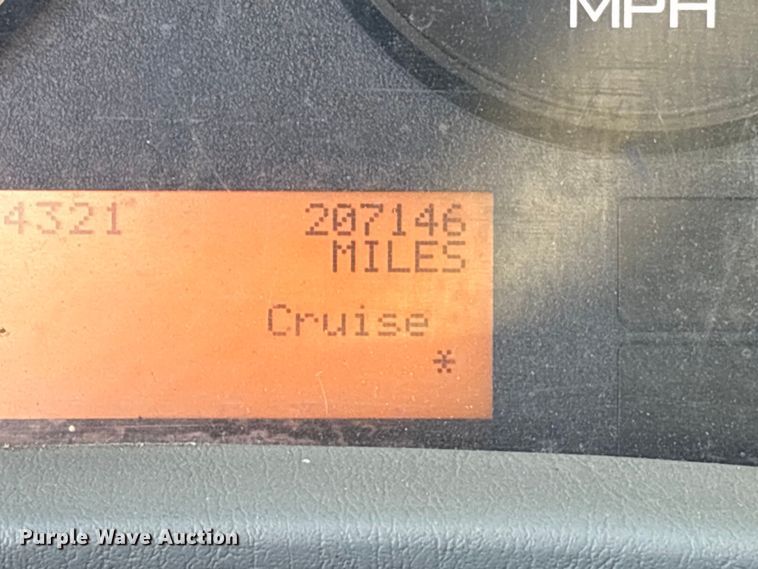 MPH
4321 207146
MILES
Cruise
*
Purple Wave Auction